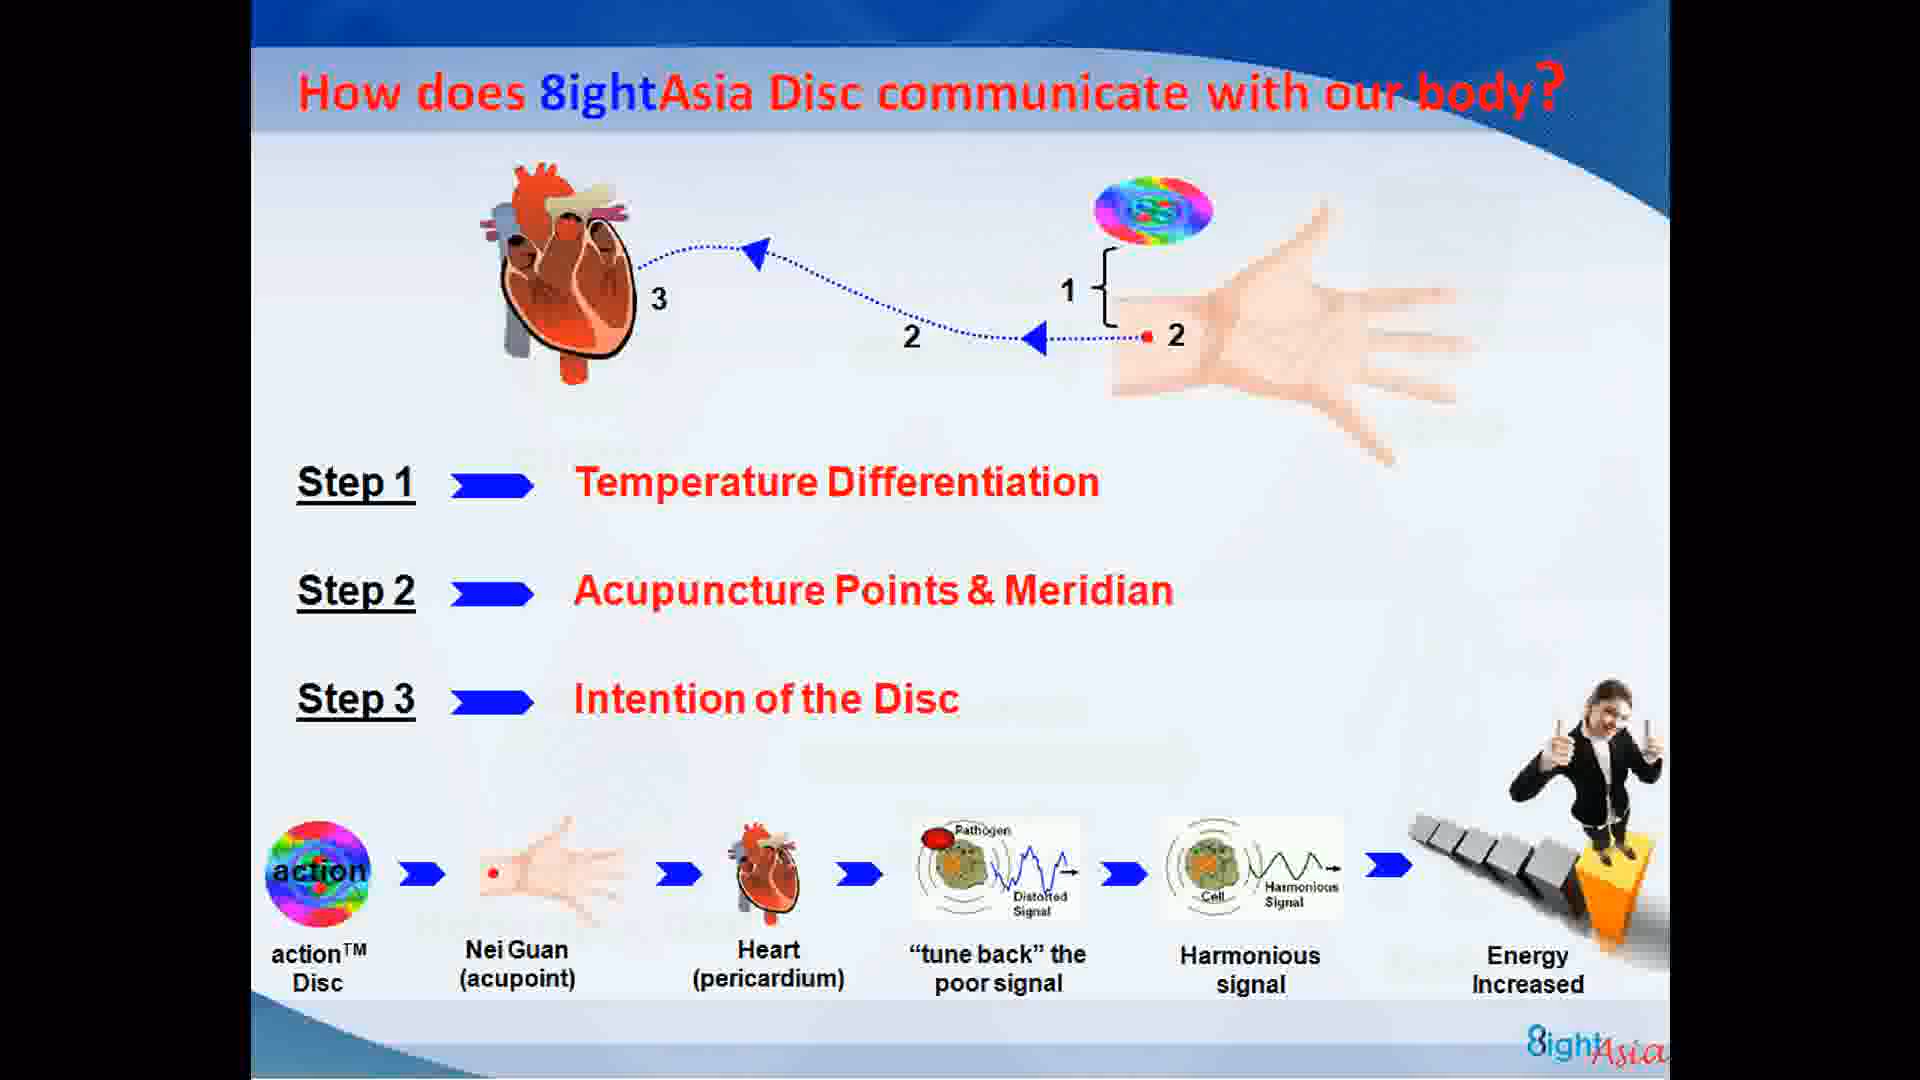 How does 8ightAsia Disc communicate with our body?
1
3
2
2
Step 1
Temperature Differentiation
Step 2
Acupuncture Points & Meridian
Step 3
Intention of the Disc
action
Pathogen
Distorted
Signal
Cell
Harmonious
Signal
action™
Disc
Nei Guan
(acupoint)
Heart
(pericardium)
“tune back” the
poor signal
Harmonious
signal
Energy
Increased
8ightAsia